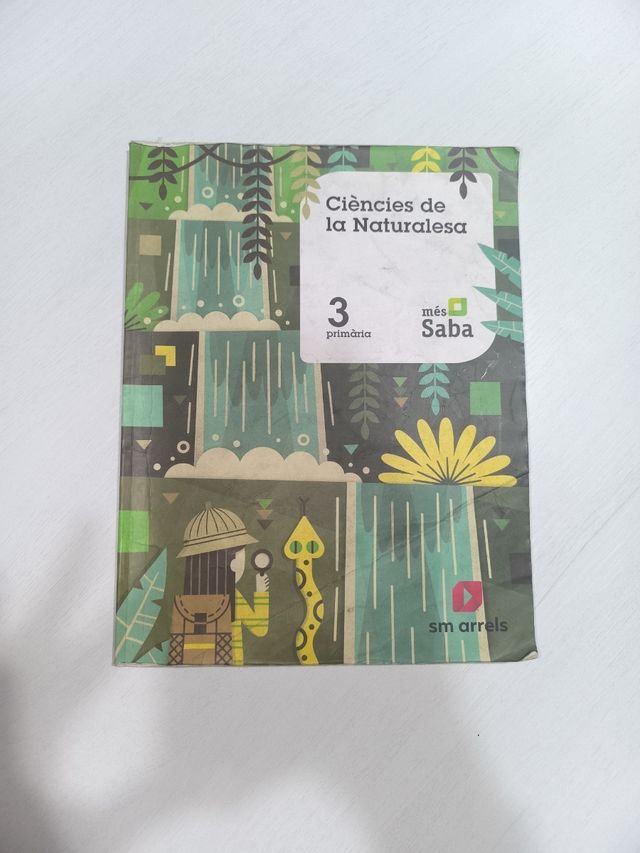 Ciències de
la Naturalesa
3
primària
més
Saba
sm arrels